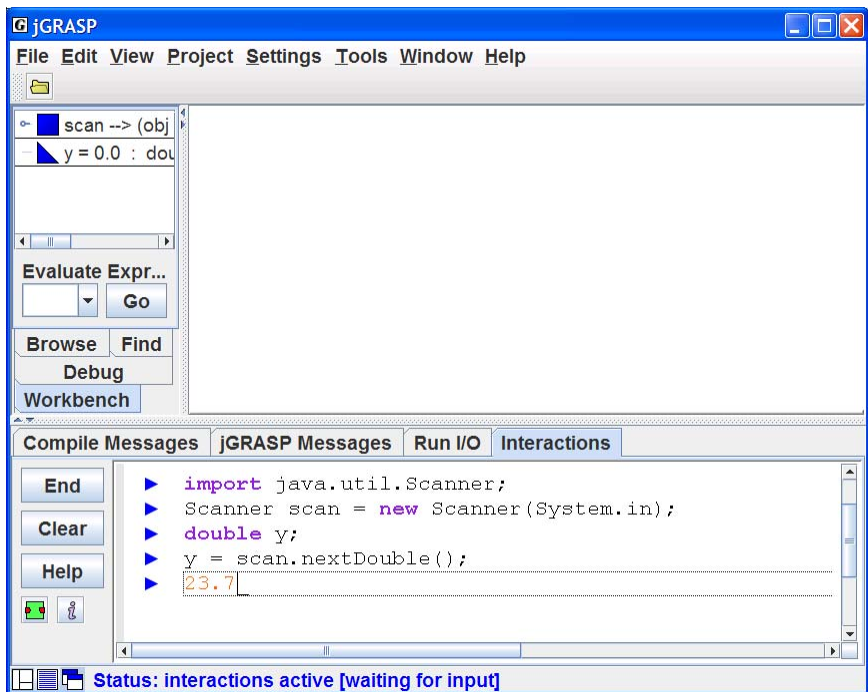 jGRASP
File Edit View Project Settings Tools Window Help
scan --> (obj
y = 0.0 : dou
Evaluate Expr...
Go
Browse Find
Debug
Workbench
Compile Messages jGRASP Messages Run I/O Interactions
End
Clear
Help
import java.util.Scanner;
Scanner scan = new Scanner(System.in);
double y;
y = scan.nextDouble();
23.7
Status: interactions active [waiting for input]